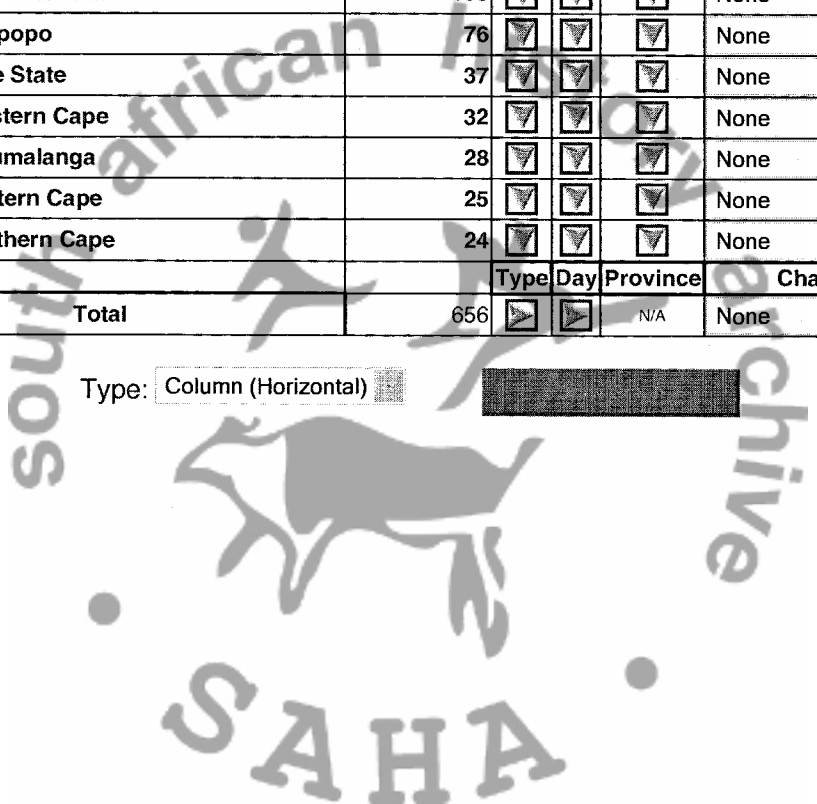 popo 76 None
e State 37 None
stern Cape 32 None
umalanga 28 None
tern Cape 25 None
thern Cape 24 None
Type Day Province Cha
Total 656 N/A None
Type: Column (Horizontal)
south african history archive
SAHA